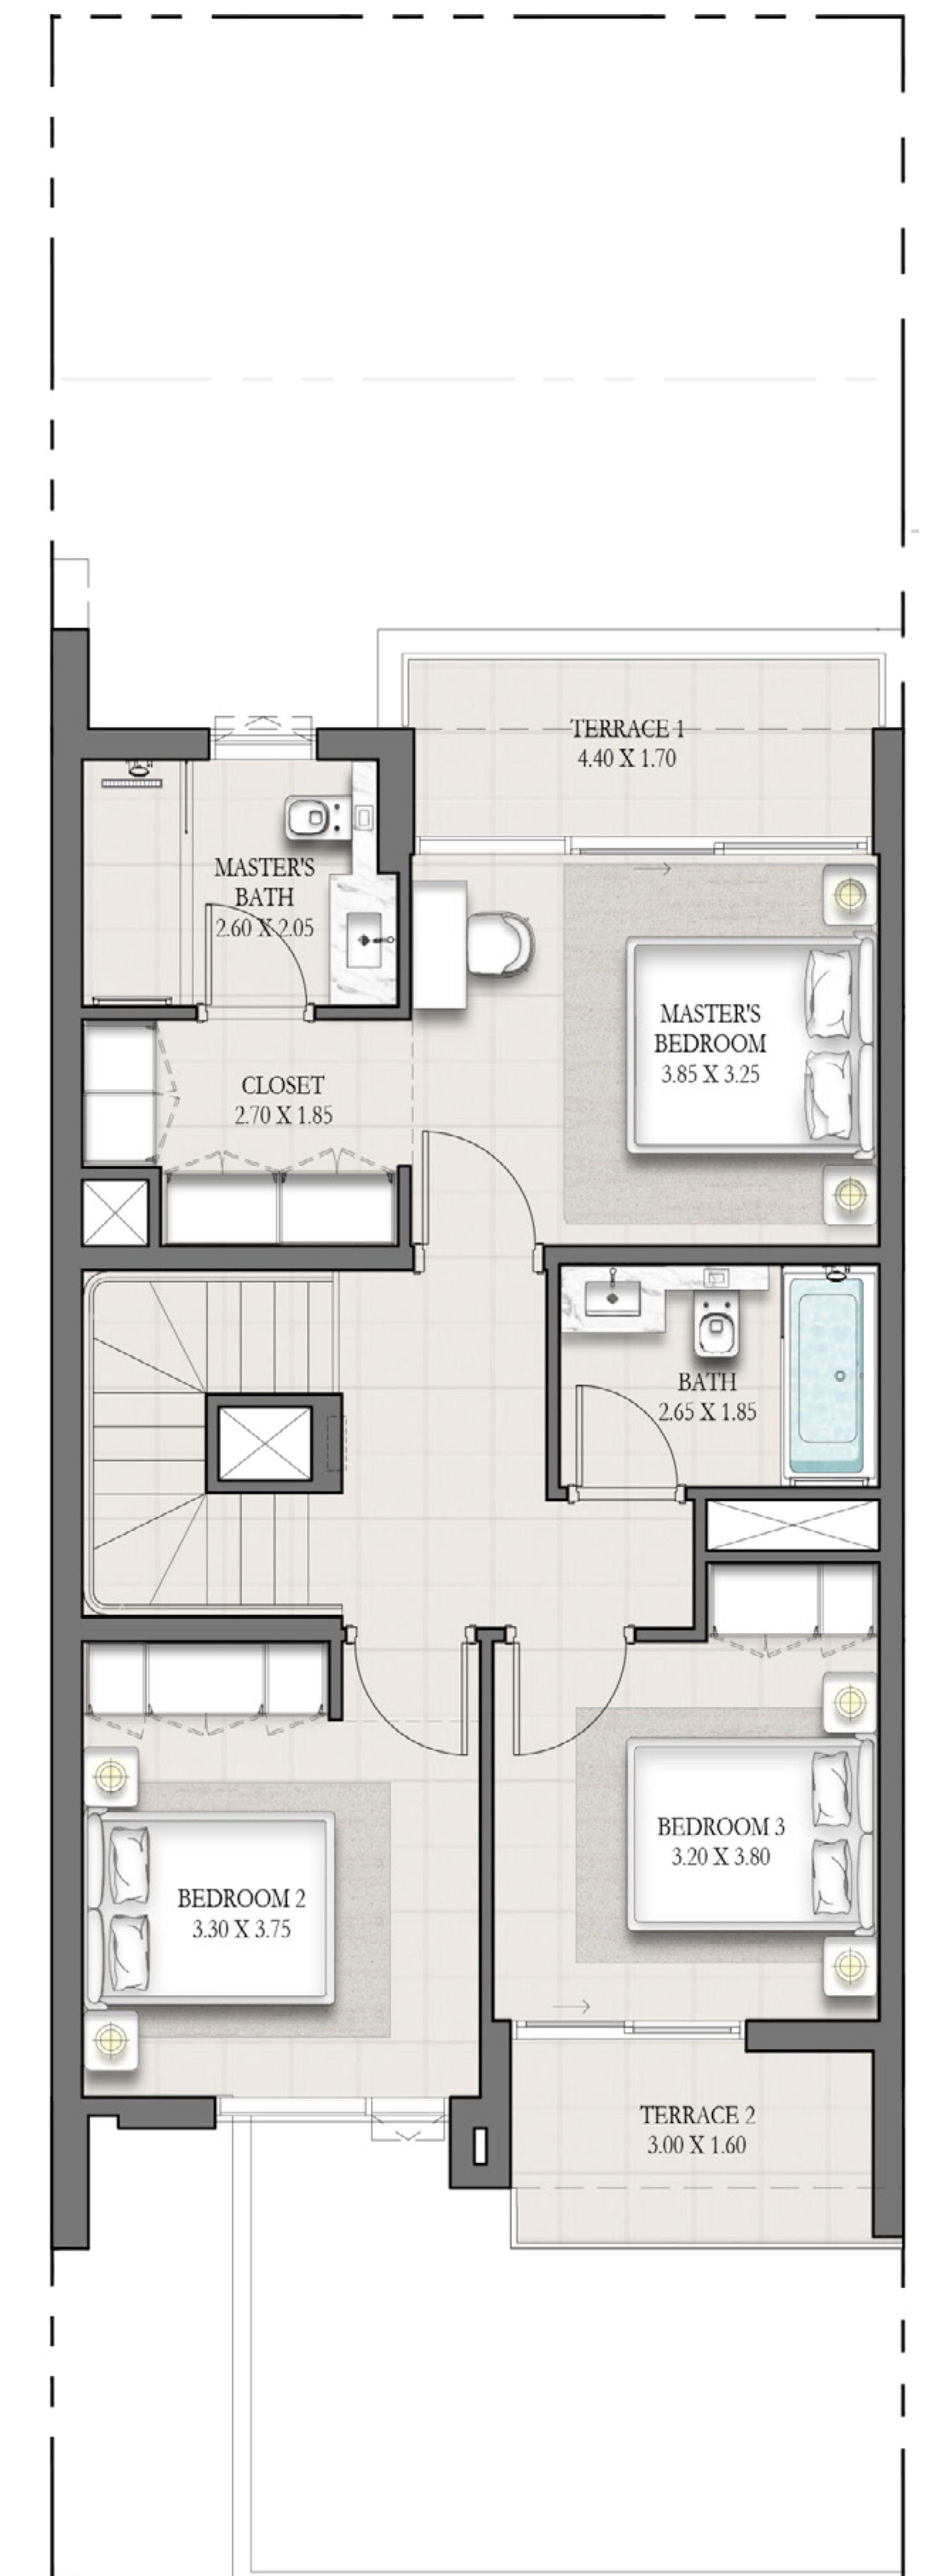 TERRACE 1
4.40 X 1.70
MASTER'S
BATH
2.60 X 2.05
MASTER'S
BEDROOM
3.85 X 3.25
CLOSET
2.70 X 1.85
BATH
2.65 X 1.85
BEDROOM 3
3.20 X 3.80
BEDROOM 2
3.30 X 3.75
TERRACE 2
3.00 X 1.60